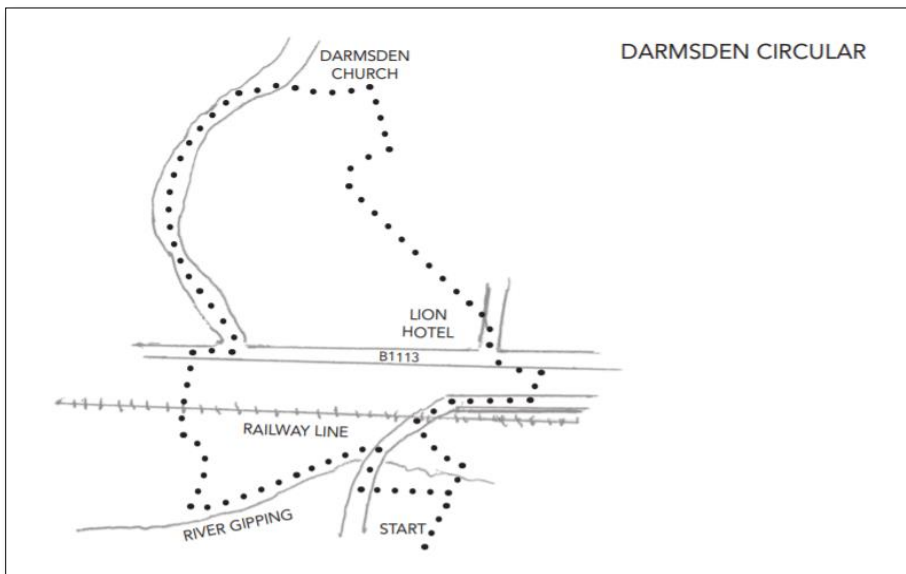 DARMSDEN CIRCULAR
DARMSDEN
CHURCH
LION
HOTEL
B1113
RAILWAY LINE
RIVER GIPPING
START